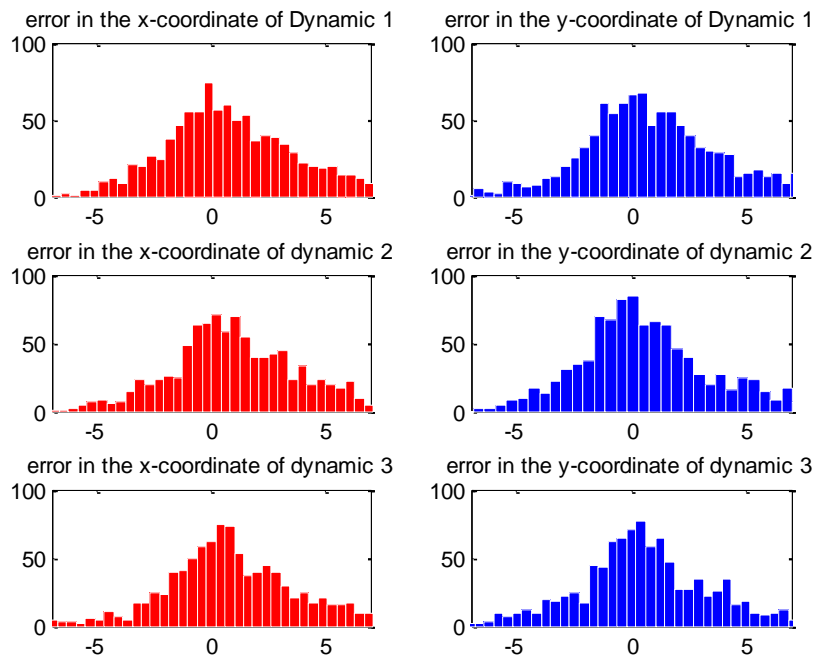 error in the x-coordinate of Dynamic 1
100
50
0
-5 0 5
error in the y-coordinate of Dynamic 1
100
50
0
-5 0 5
error in the x-coordinate of dynamic 2
100
50
0
-5 0 5
error in the y-coordinate of dynamic 2
100
50
0
-5 0 5
error in the x-coordinate of dynamic 3
100
50
0
-5 0 5
error in the y-coordinate of dynamic 3
100
50
0
-5 0 5